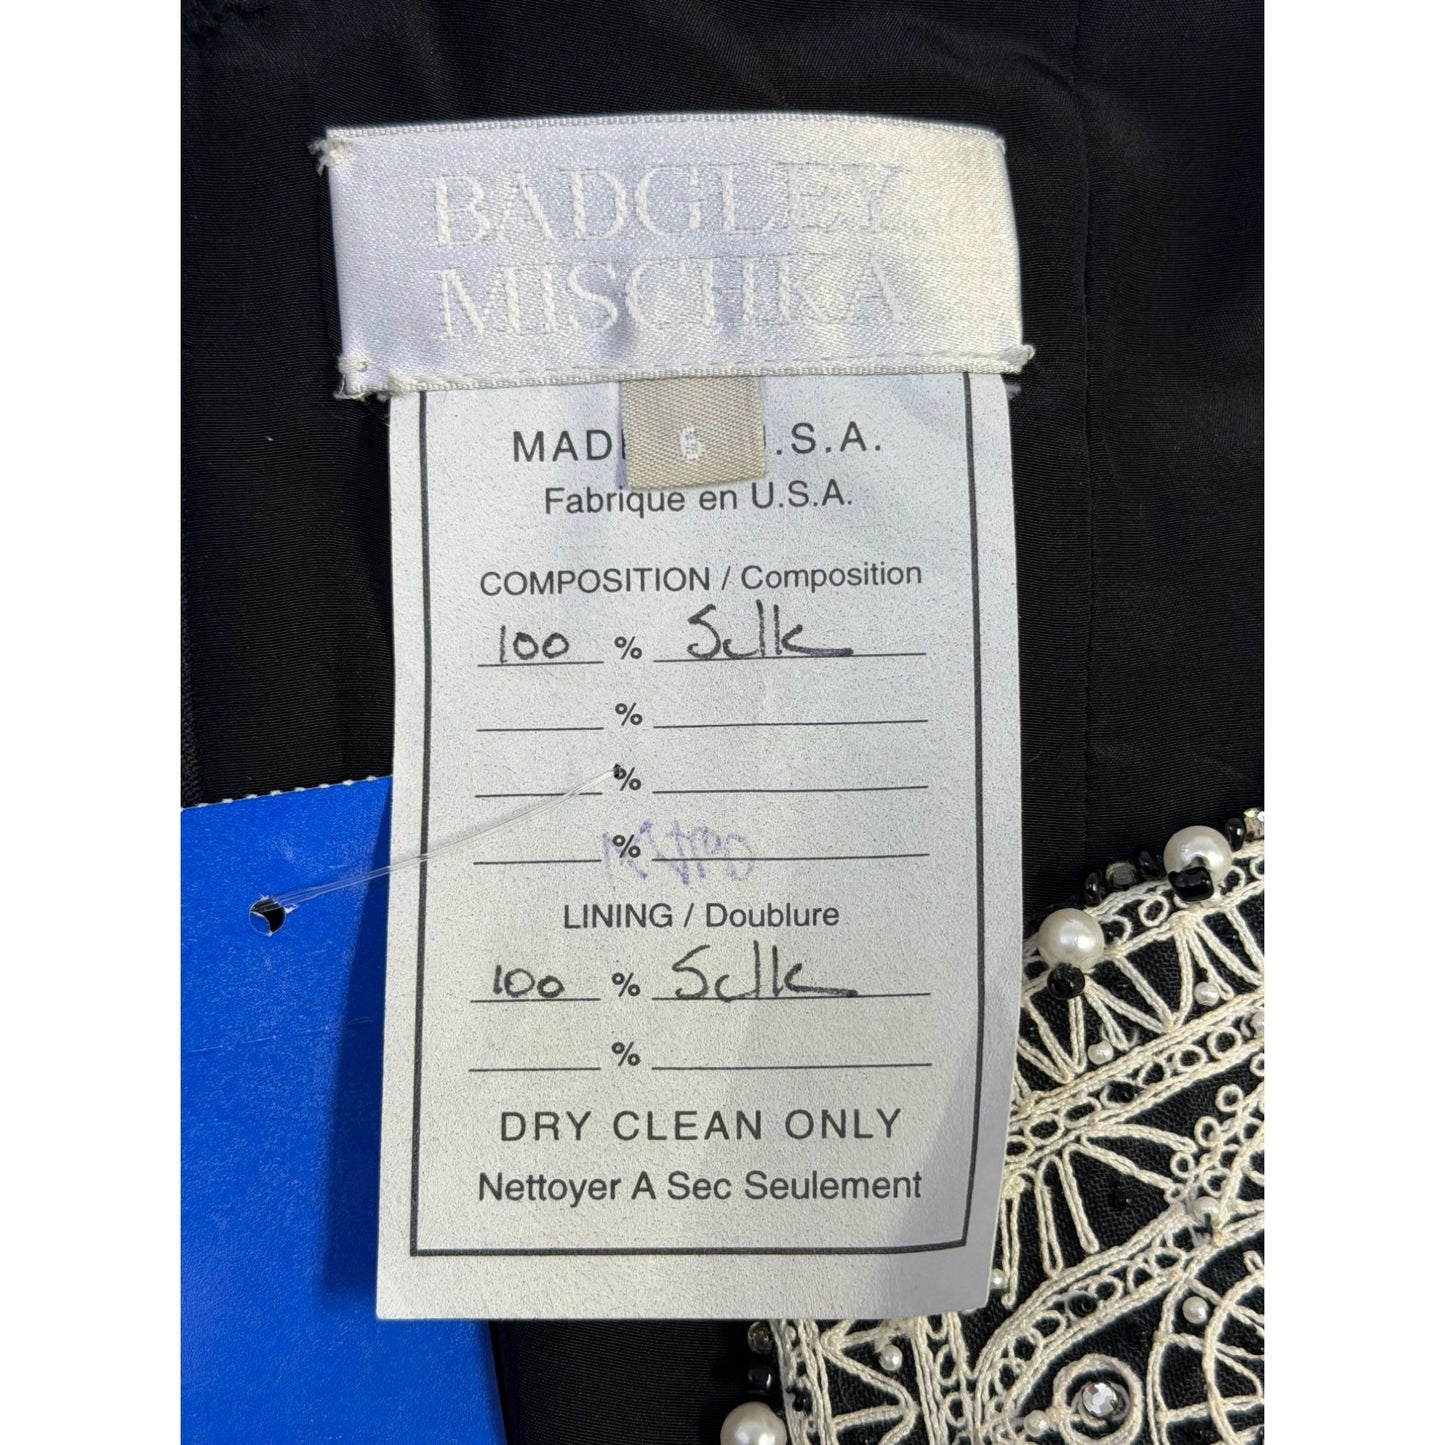 BADGLEY
MISCHKA
6
MAD .S.A.
Fabrique en U.S.A.
COMPOSITION / Composition
100 % Silk
%
%
%
LINING / Doublure
100 % Silk
%
DRY CLEAN ONLY
Nettoyer A Sec Seulement